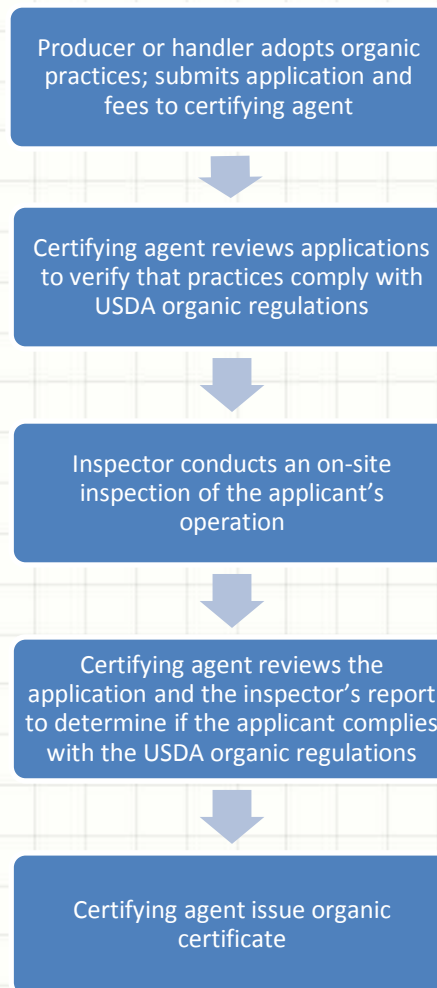 Producer or handler adopts organic
practices; submits application and
fees to certifying agent
Certifying agent reviews applications
to verify that practices comply with
USDA organic regulations
Inspector conducts an on-site
inspection of the applicant's
operation
Certifying agent reviews the
application and the inspector's report
to determine if the applicant complies
with the USDA organic regulations
Certifying agent issue organic
certificate